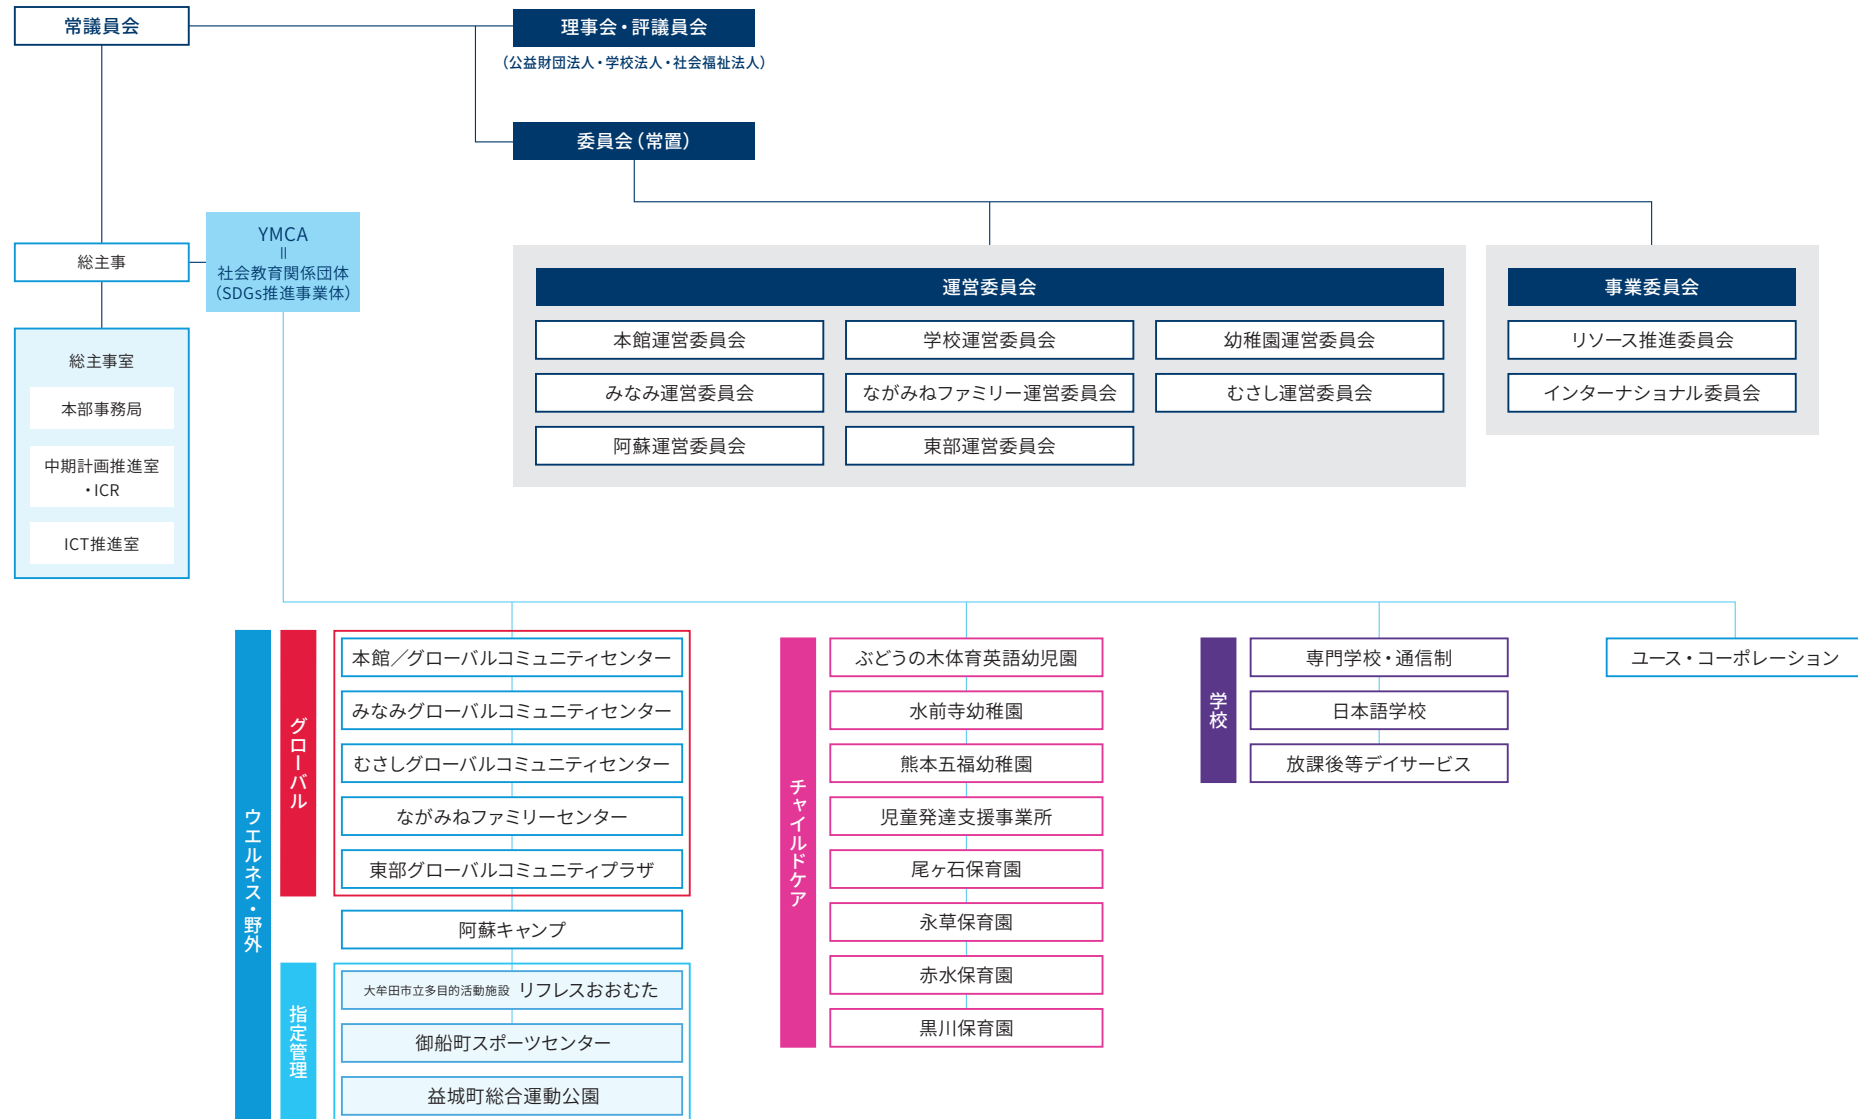 常議員会
理事会・評議員会
（公益財団法人・学校法人・社会福祉法人）
委員会（常置）
総主事
YMCA
||
社会教育関係団体
（SDGs推進事業体）
総主事室
本部事務局
中期計画推進室
・ICR
ICT推進室
運営委員会
本館運営委員会
学校運営委員会
幼稚園運営委員会
みなみ運営委員会
ながみねファミリー運営委員会
むさし運営委員会
阿蘇運営委員会
東部運営委員会
事業委員会
リソース推進委員会
インターナショナル委員会
ウエルネス・野外
グローバル
本館／グローバルコミュニティセンター
みなみグローバルコミュニティセンター
むさしグローバルコミュニティセンター
ながみねファミリーセンター
東部グローバルコミュニティプラザ
阿蘇キャンプ
指定管理
大牟田市立多目的活動施設 リフレスおおむた
御船町スポーツセンター
益城町総合運動公園
チャイルドケア
ぶどうの木体育英語幼児園
水前寺幼稚園
熊本五福幼稚園
児童発達支援事業所
尾ヶ石保育園
永草保育園
赤水保育園
黒川保育園
学校
専門学校・通信制
日本語学校
放課後等デイサービス
ユース・コーポレーション